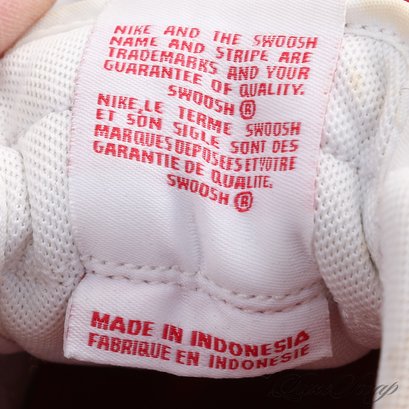 NIKE AND THE SWOOSH
NAME AND STRIPE ARE
TRADEMARKS AND YOUR
GUARANTEE OF QUALITY.
SWOOSH ®
NIKE, LE TERME SWOOSH
ET SON SIGLE SONT DES
MARQUES DEPOSEES ET VOTRE
GARANTIE DE QUALITE.
SWOOSH ®
MADE IN INDONESIA
FABRIQUE EN INDONESIE